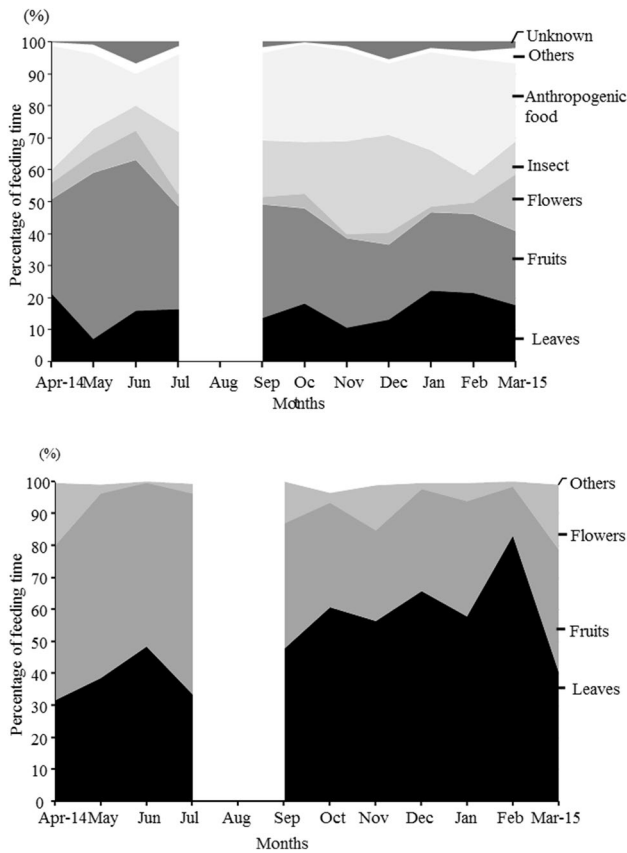 (%)
100
90
80
70
60
50
40
30
20
10
0
Percentage of feeding time
Apr-14 May Jun Jul Aug Sep Oc Nov Dec Jan Feb Mar-15
t
Months
Unknown
Others
Anthropogenic
food
Insect
Flowers
Fruits
Leaves
(%)
100
90
80
70
60
50
40
30
20
10
0
Percentage of feeding time
Apr-14 May Jun Jul Aug Sep Oct Nov Dec Jan Feb Mar-15
Months
Others
Flowers
Fruits
Leaves